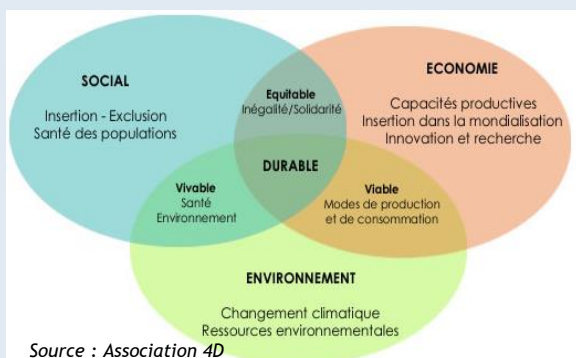 SOCIAL
Insertion - Exclusion
Santé des populations
ECONOMIE
Capacités productives
Insertion dans la mondialisation
Innovation et recherche
Equitable
Inégalité/Solidarité
DURABLE
Vivable
Santé
Environnement
Viable
Modes de production
et de consommation
ENVIRONNEMENT
Changement climatique
Ressources environnementales
Source : Association 4D